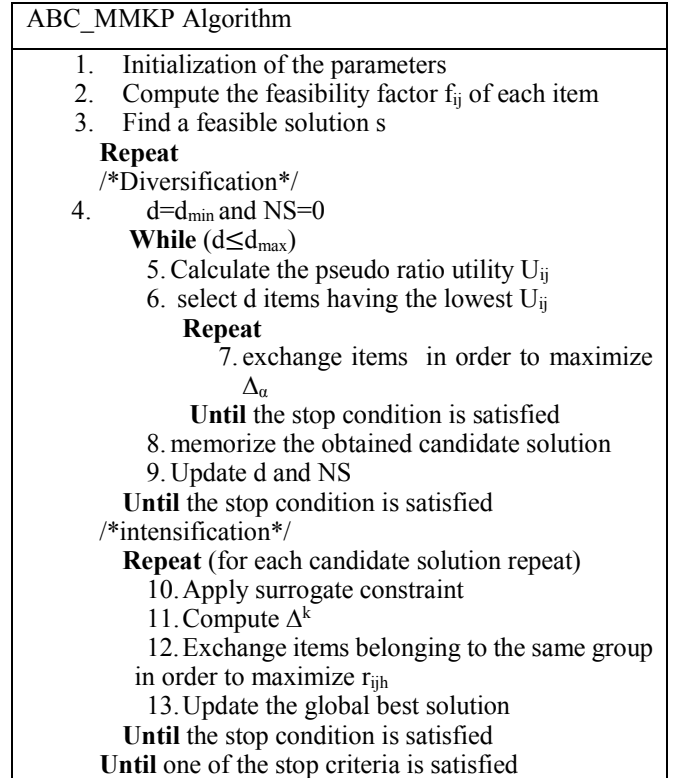 ABC_MMKP Algorithm
1. Initialization of the parameters
2. Compute the feasibility factor fij of each item
3. Find a feasible solution s
Repeat
/*Diversification*/
4. d=dmin and NS=0
While (d≤dmax)
5. Calculate the pseudo ratio utility Uij
6. select d items having the lowest Uij
Repeat
7. exchange items in order to maximize
Δα
Until the stop condition is satisfied
8. memorize the obtained candidate solution
9. Update d and NS
Until the stop condition is satisfied
/*intensification*/
Repeat (for each candidate solution repeat)
10. Apply surrogate constraint
11. Compute Δk
12. Exchange items belonging to the same group
in order to maximize rijh
13. Update the global best solution
Until the stop condition is satisfied
Until one of the stop criteria is satisfied